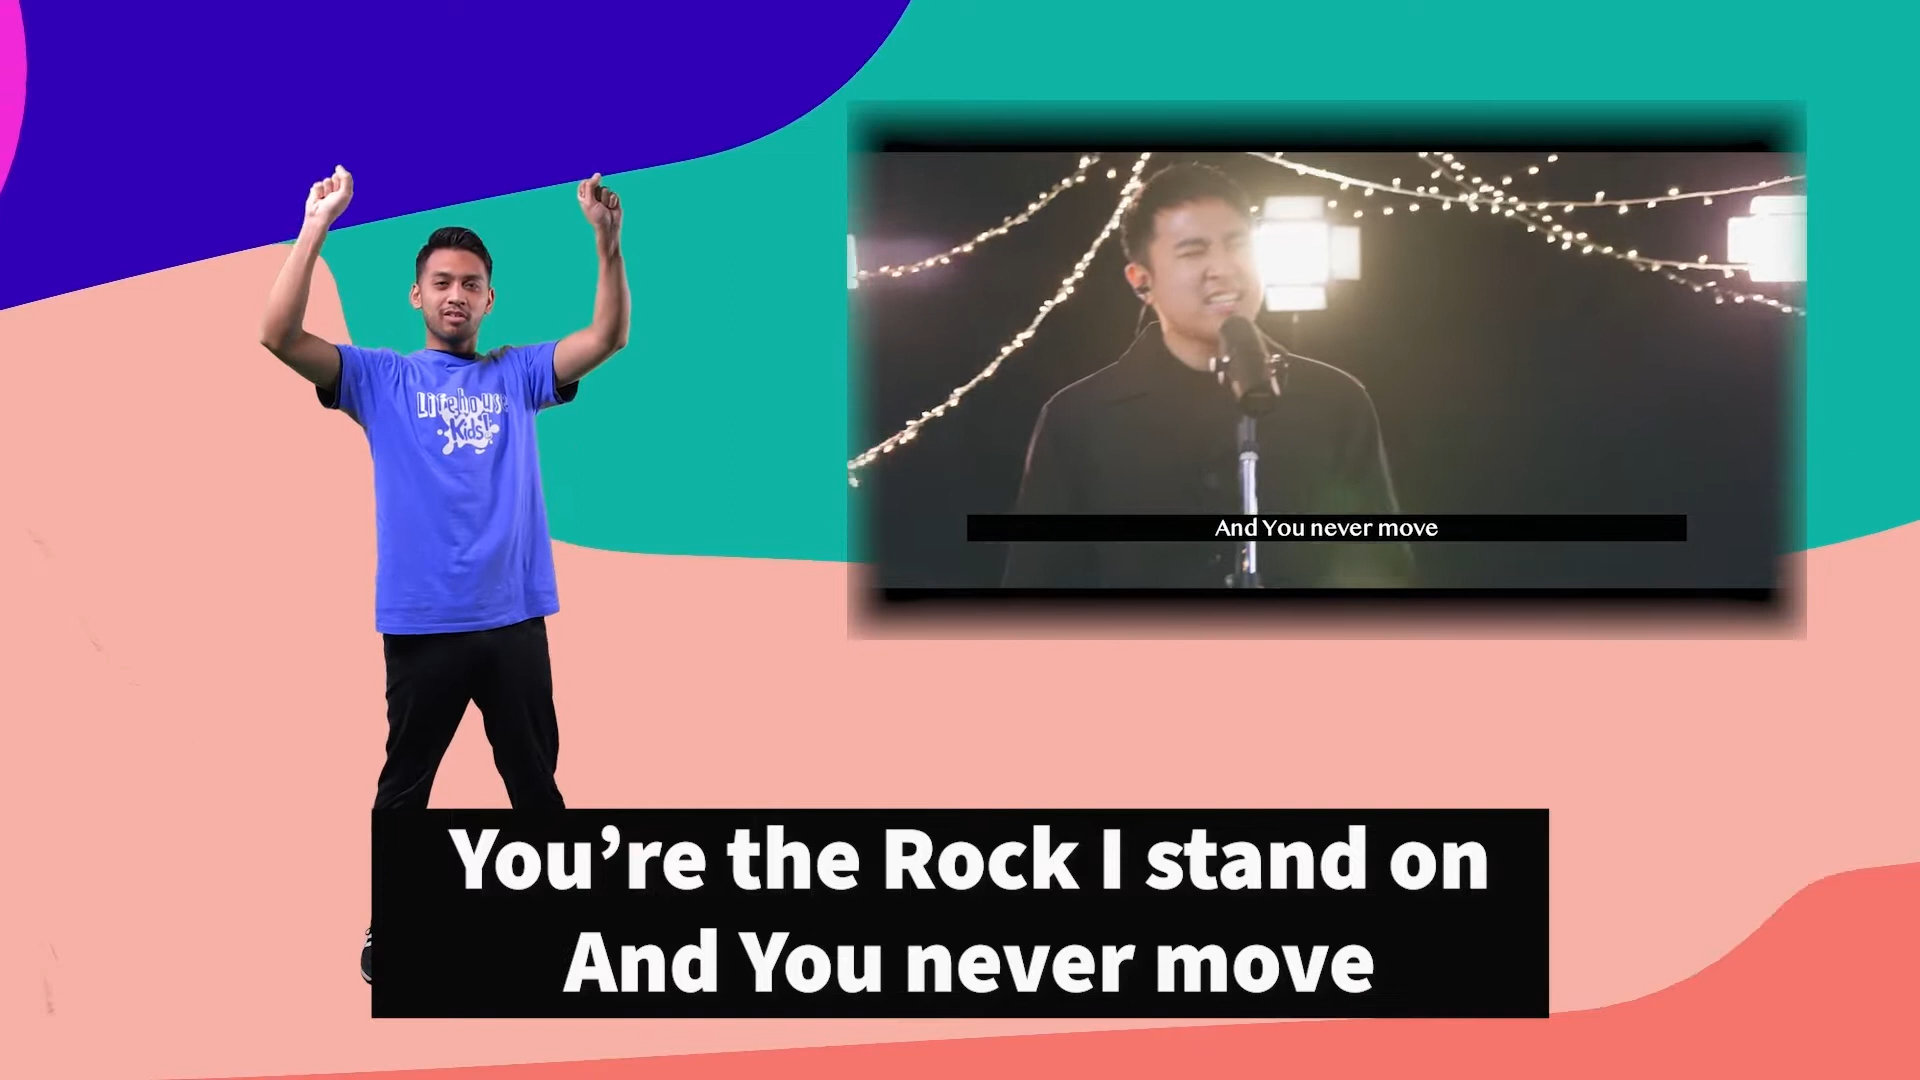 Lifehouse
Kids!
And You never move
You’re the Rock I stand on
And You never move